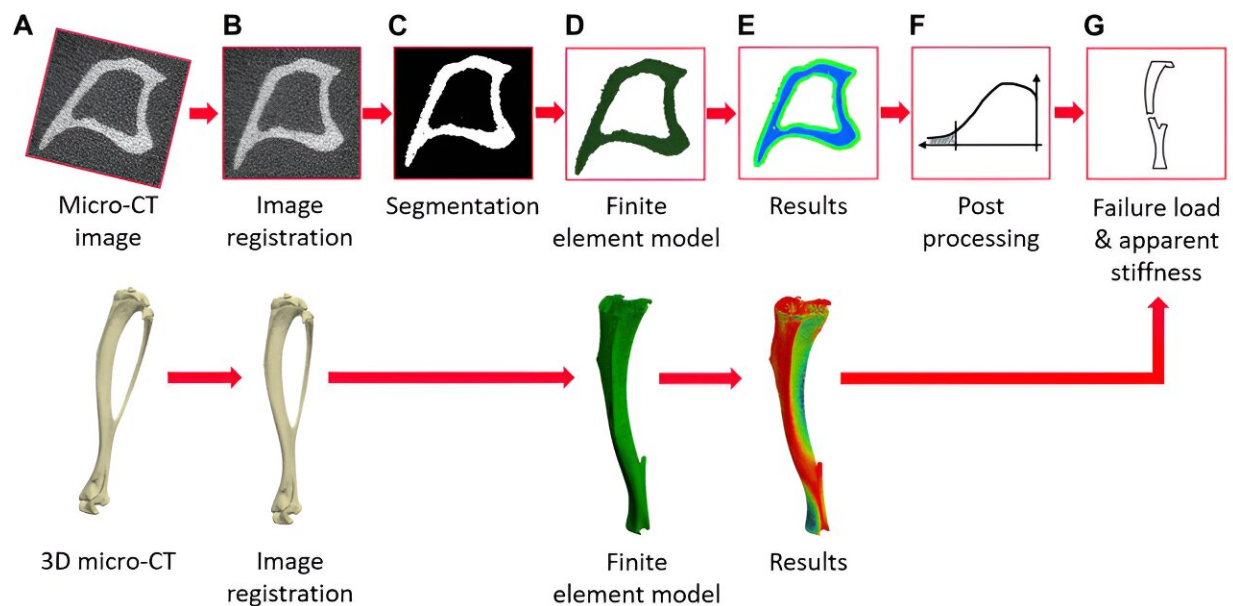 A B C D E F G
Micro-CT
image
Image
registration
Segmentation
Finite
element model
Results
Post
processing
Failure load
& apparent
stiffness
3D micro-CT
Image
registration
Finite
element model
Results